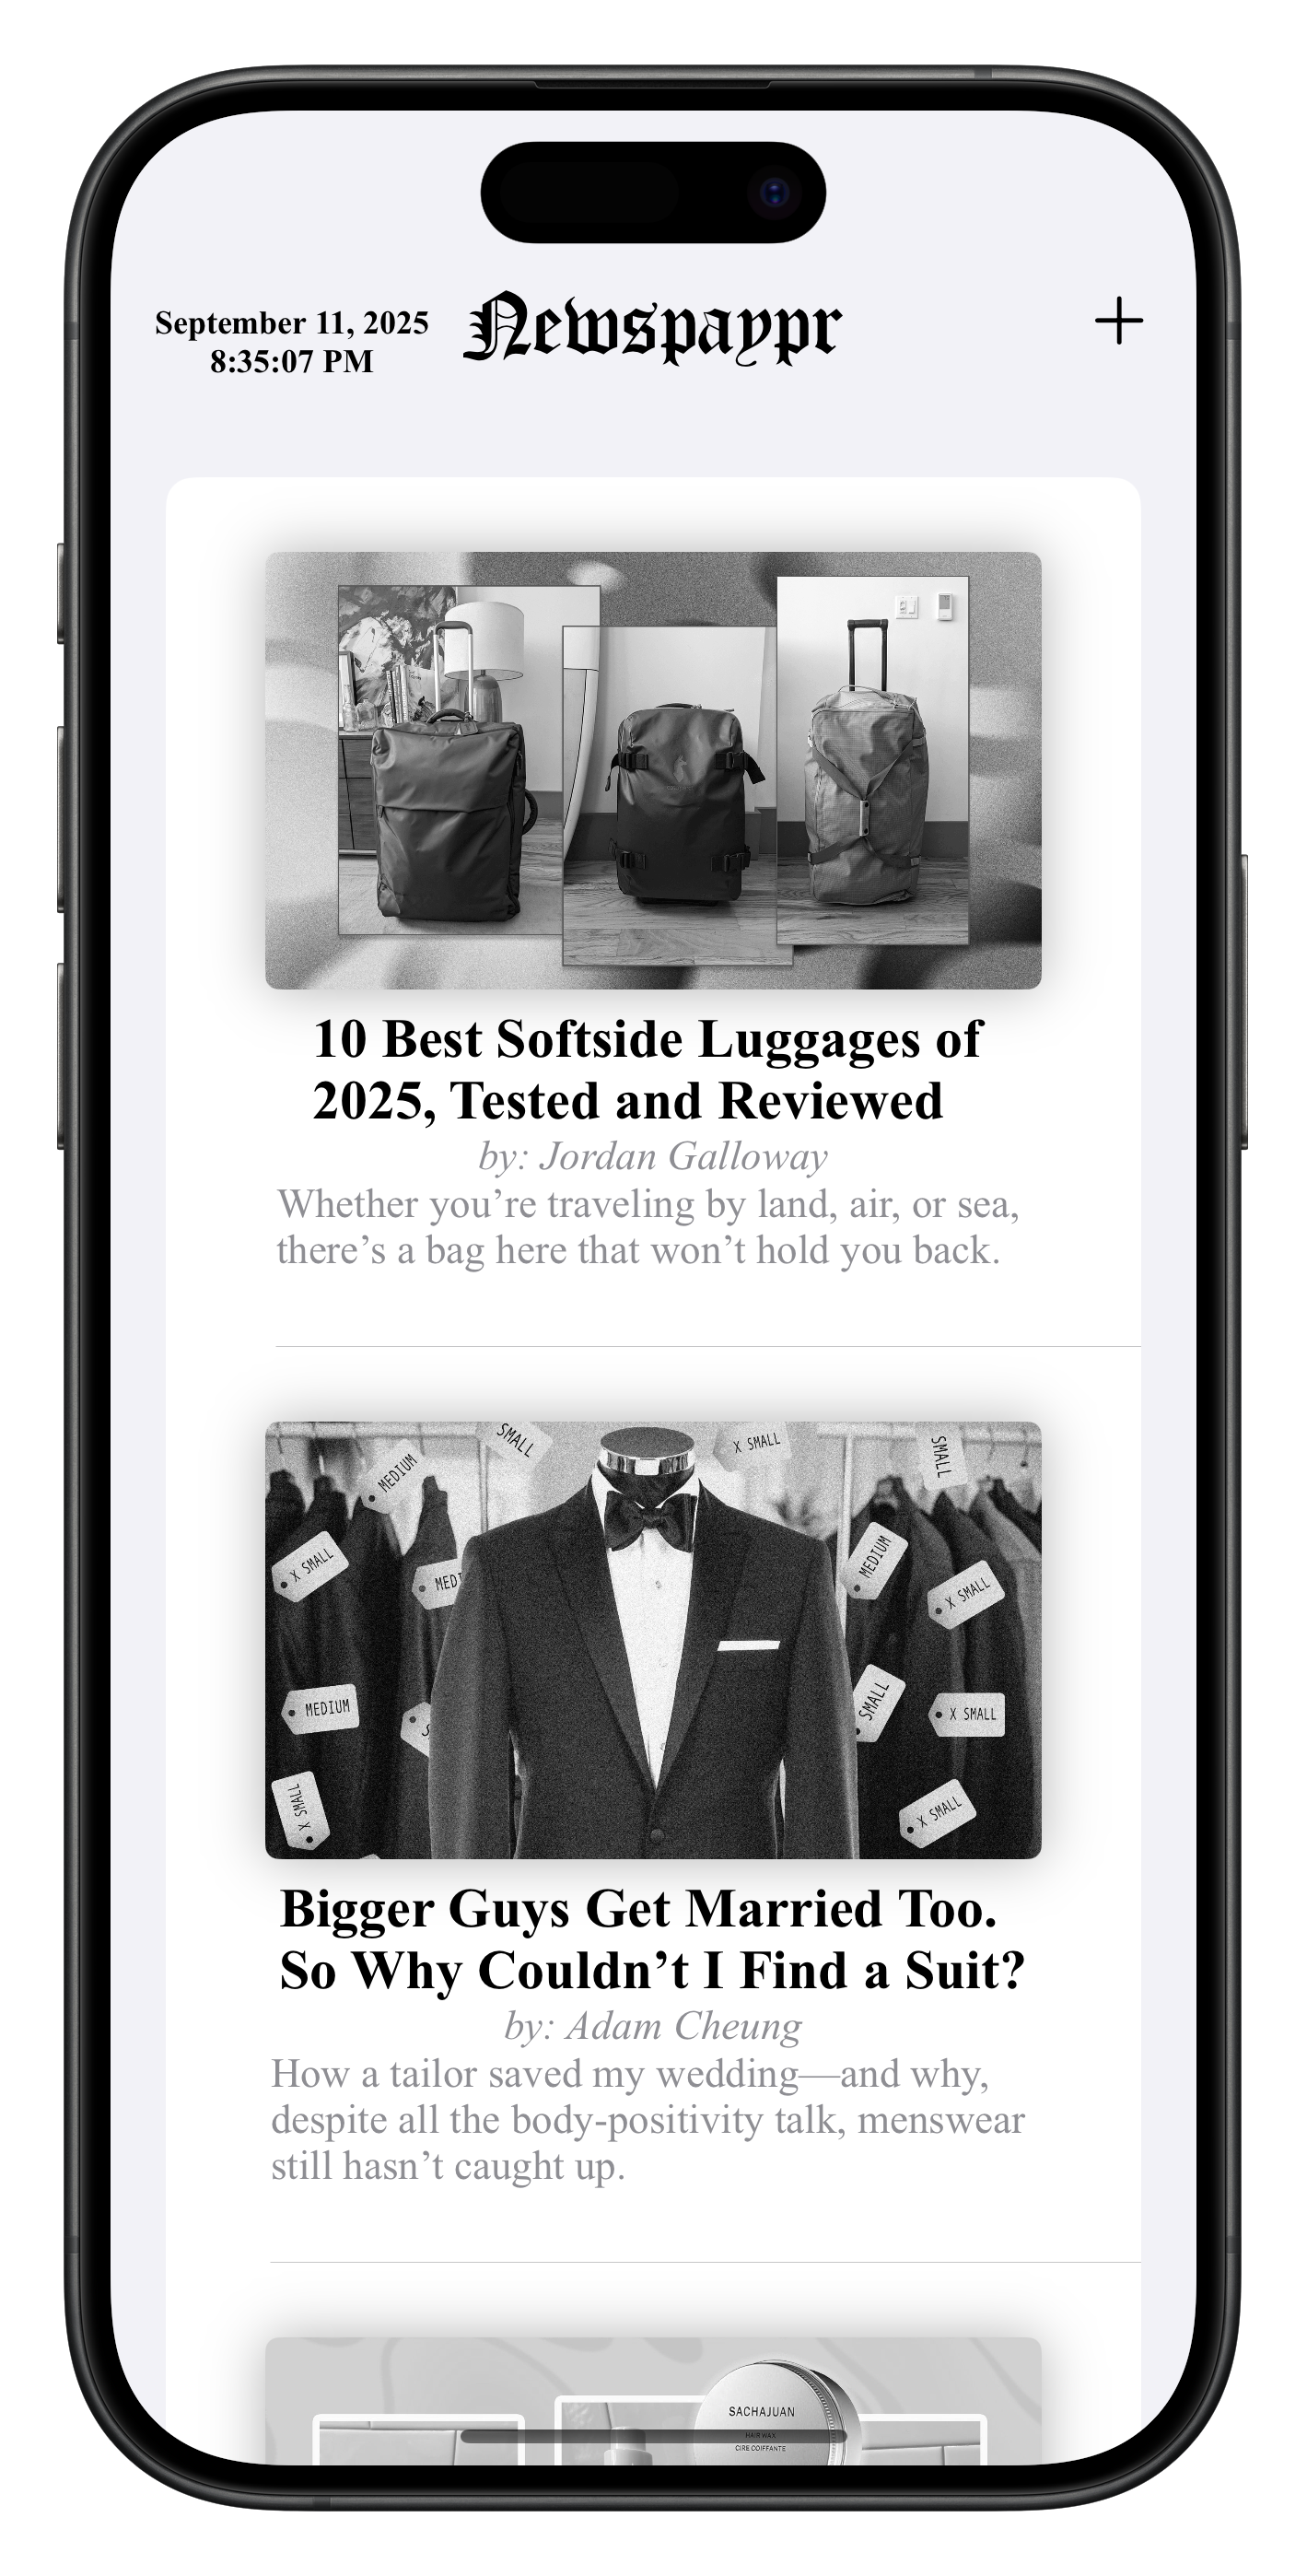 September 11, 2025
8:35:07 PM
Newspaypr
10 Best Softside Luggages of
2025, Tested and Reviewed
by: Jordan Galloway
Whether you’re traveling by land, air, or sea,
there’s a bag here that won’t hold you back.
SMALL
X SMALL
SMALL
MEDIUM
X SMALL
MEDI
MEDIUM
X SMALL
MEDIUM
SMALL
X SMALL
X SMALL
X SMALL
Bigger Guys Get Married Too.
So Why Couldn’t I Find a Suit?
by: Adam Cheung
How a tailor saved my wedding—and why,
despite all the body-positivity talk, menswear
still hasn’t caught up.
SACHAJUAN
HAIR WAX
CIRE COIFFANTE